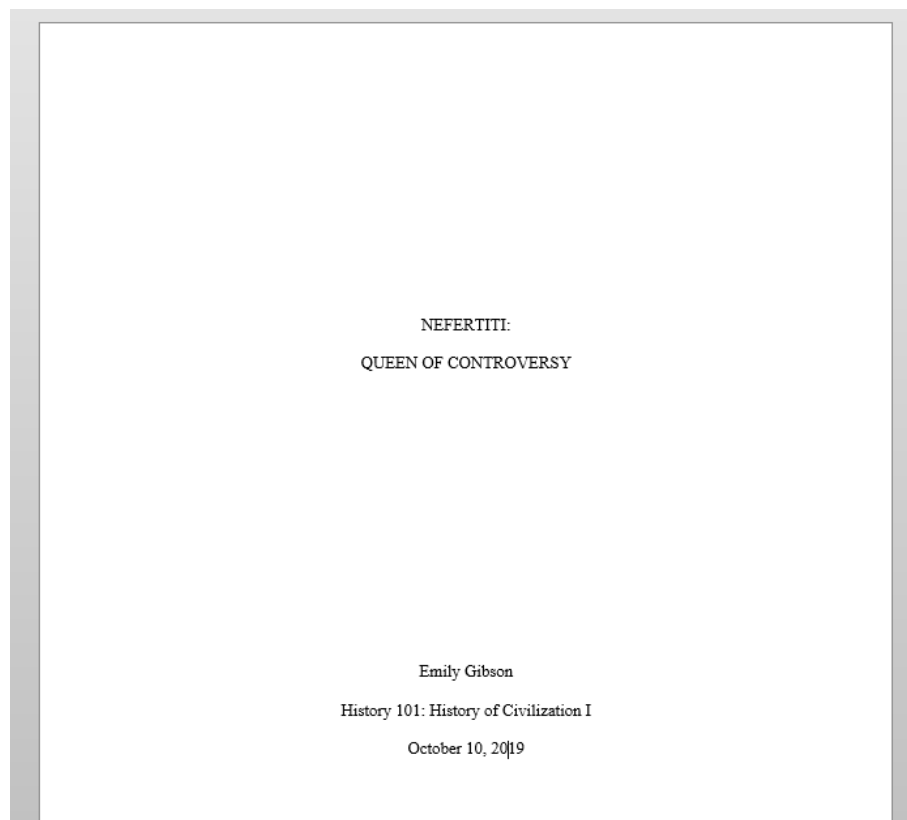 NEFERTITI:
QUEEN OF CONTROVERSY
Emily Gibson
History 101: History of Civilization I
October 10, 2019